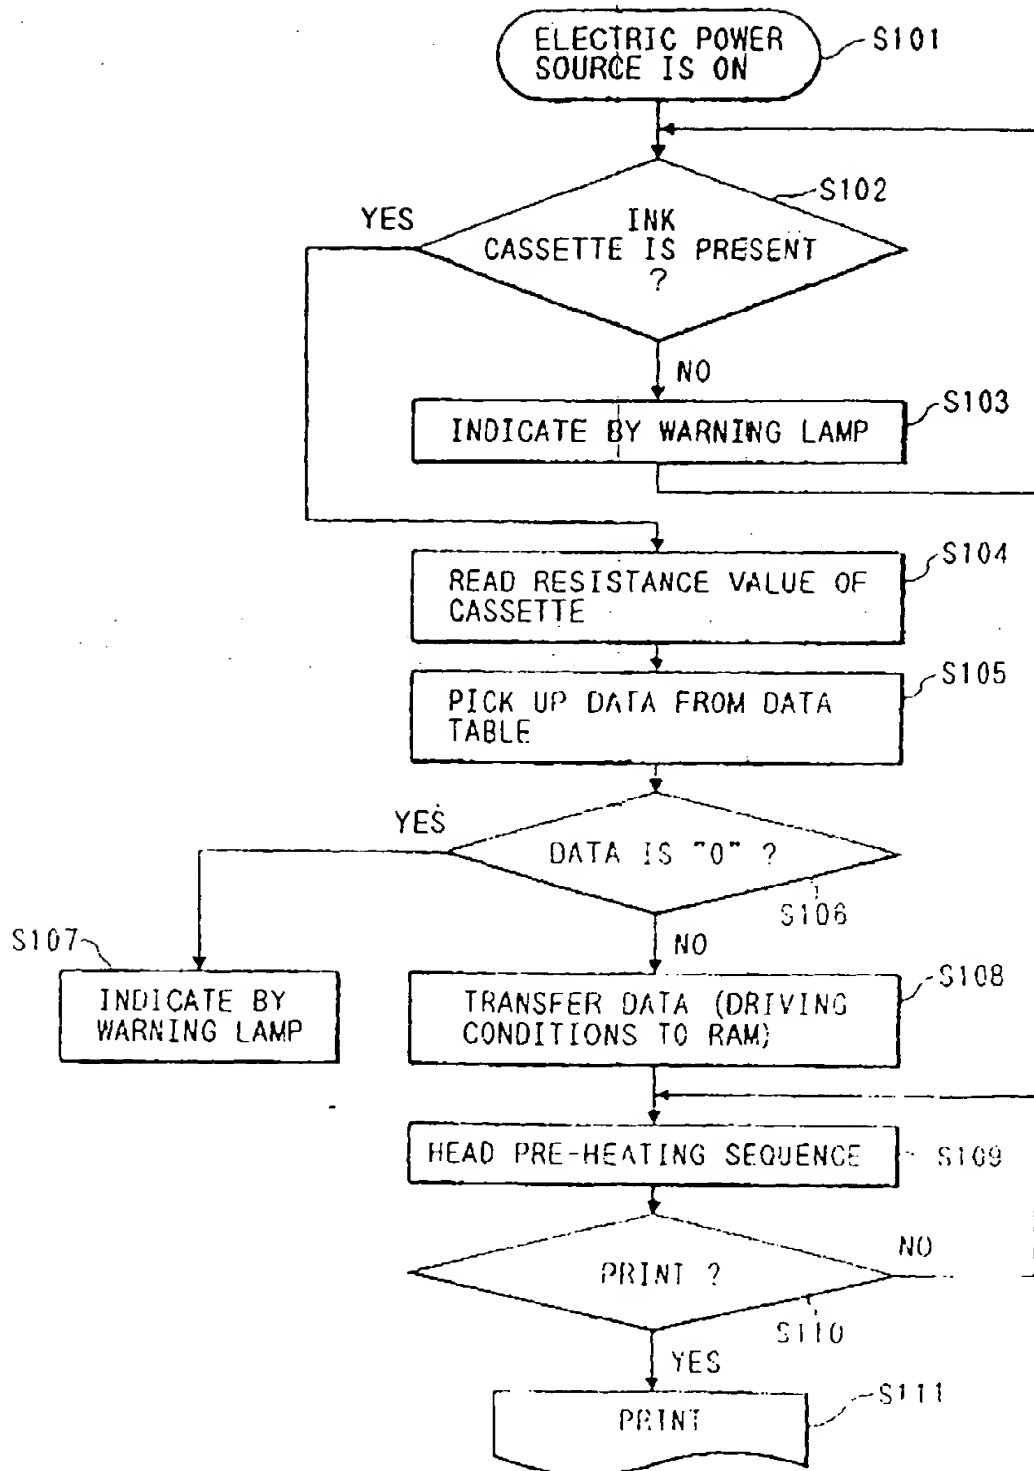 ELECTRIC POWER
SOURCE IS ON
S101
S102
YES
INK
CASSETTE IS PRESENT
?
NO
S103
INDICATE BY WARNING LAMP
S104
READ RESISTANCE VALUE OF
CASSETTE
S105
PICK UP DATA FROM DATA
TABLE
YES
DATA IS "0" ?
S106
S107
NO
INDICATE BY
WARNING LAMP
S108
TRANSFER DATA (DRIVING
CONDITIONS TO RAM)
HEAD PRE-HEATING SEQUENCE
S109
NO
PRINT ?
S110
YES
S111
PRINT